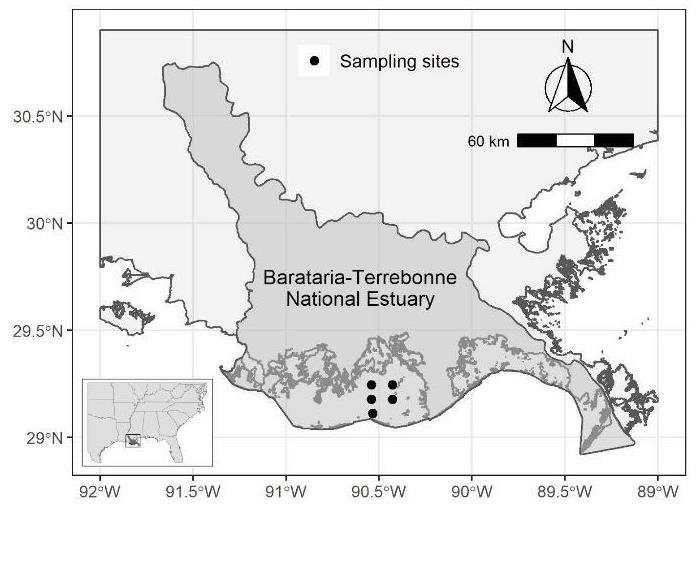 Sampling sites
N
30.5°N
60 km
30°N
Barataria-Terrebonne
National Estuary
29.5°N
29°N
92°W 91.5°W 91°W 90.5°W 90°W 89.5°W 89°W